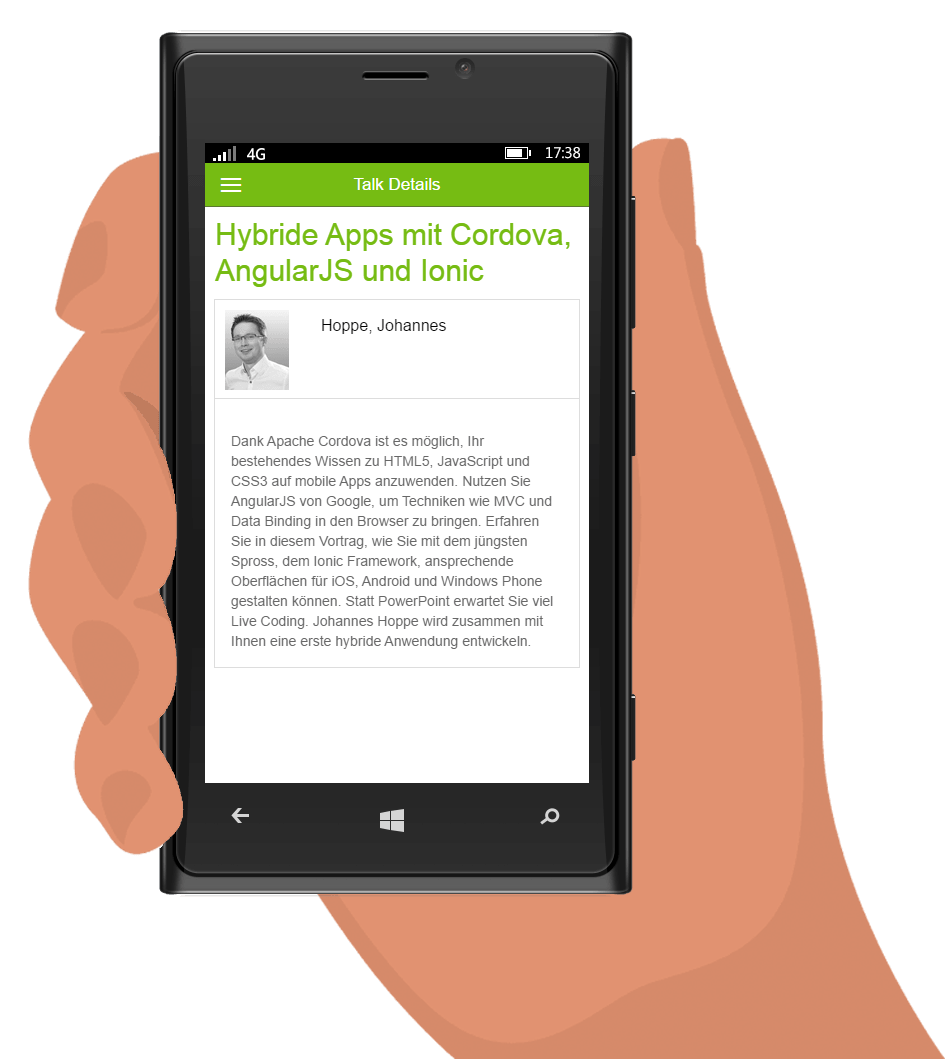 4G 17:38
Talk Details
Hybride Apps mit Cordova,
AngularJS und Ionic
Hoppe, Johannes
Dank Apache Cordova ist es möglich, Ihr
bestehendes Wissen zu HTML5, JavaScript und
CSS3 auf mobile Apps anzuwenden. Nutzen Sie
AngularJS von Google, um Techniken wie MVC und
Data Binding in den Browser zu bringen. Erfahren
Sie in diesem Vortrag, wie Sie mit dem jüngsten
Spross, dem Ionic Framework, ansprechende
Oberflächen für iOS, Android und Windows Phone
gestalten können. Statt PowerPoint erwartet Sie viel
Live Coding. Johannes Hoppe wird zusammen mit
Ihnen eine erste hybride Anwendung entwickeln.